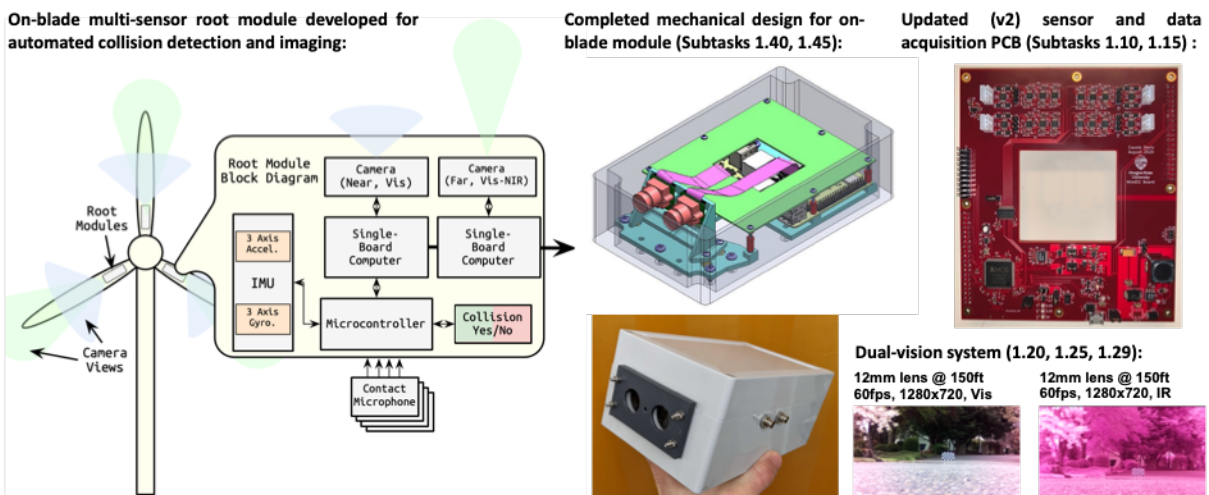 On-blade multi-sensor root module developed for
automated collision detection and imaging:
Root Module
Block Diagram
Camera
(Near, Vis)
Camera
(Far, Vis-NIR)
Root
Modules
3 Axis
Accel.
IMU
3 Axis
Gyro.
Single-
Board
Computer
Single-
Board
Computer
Microcontroller
Collision
Yes/No
Camera
Views
Contact
Microphone
Completed mechanical design for on-
blade module (Subtasks 1.40, 1.45):
Updated (v2) sensor and data
acquisition PCB (Subtasks 1.10, 1.15) :
Dual-vision system (1.20, 1.25, 1.29):
12mm lens @ 150ft
60fps, 1280x720, Vis
12mm lens @ 150ft
60fps, 1280x720, IR